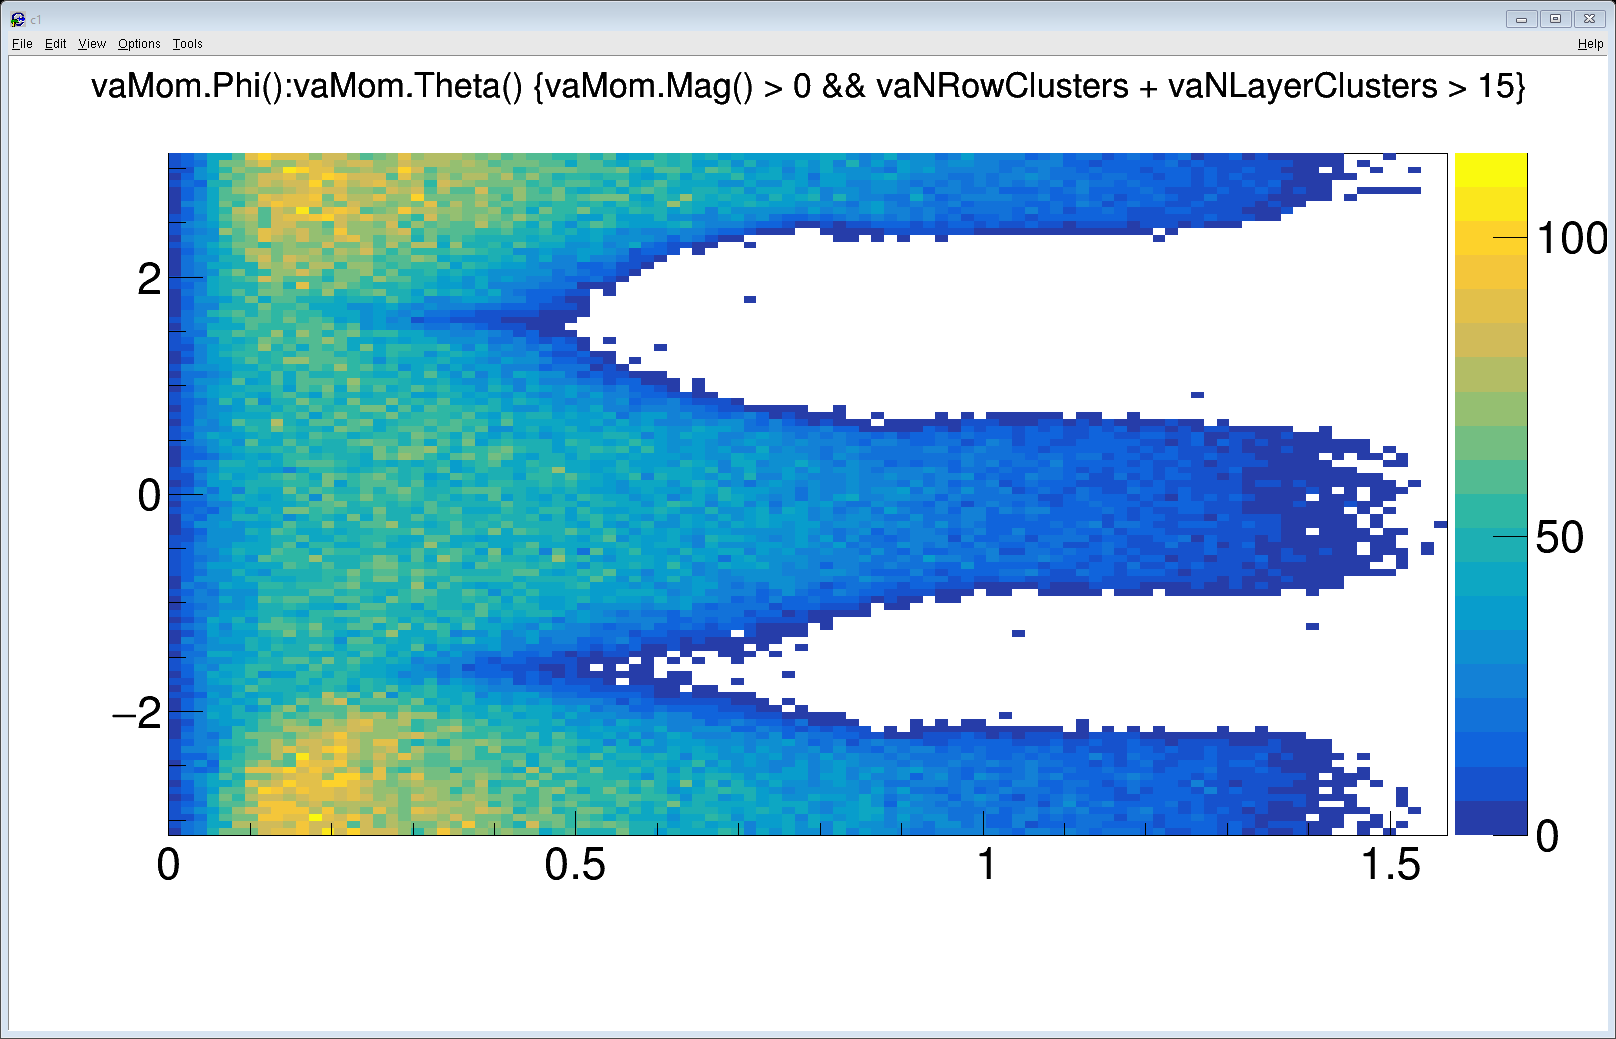 c1
File Edit View Options Tools Help
vaMom.Phi():vaMom.Theta() {vaMom.Mag() > 0 && vaNRowClusters + vaNLayerClusters > 15}
2
0
−2
0 0.5 1 1.5
100
50
0